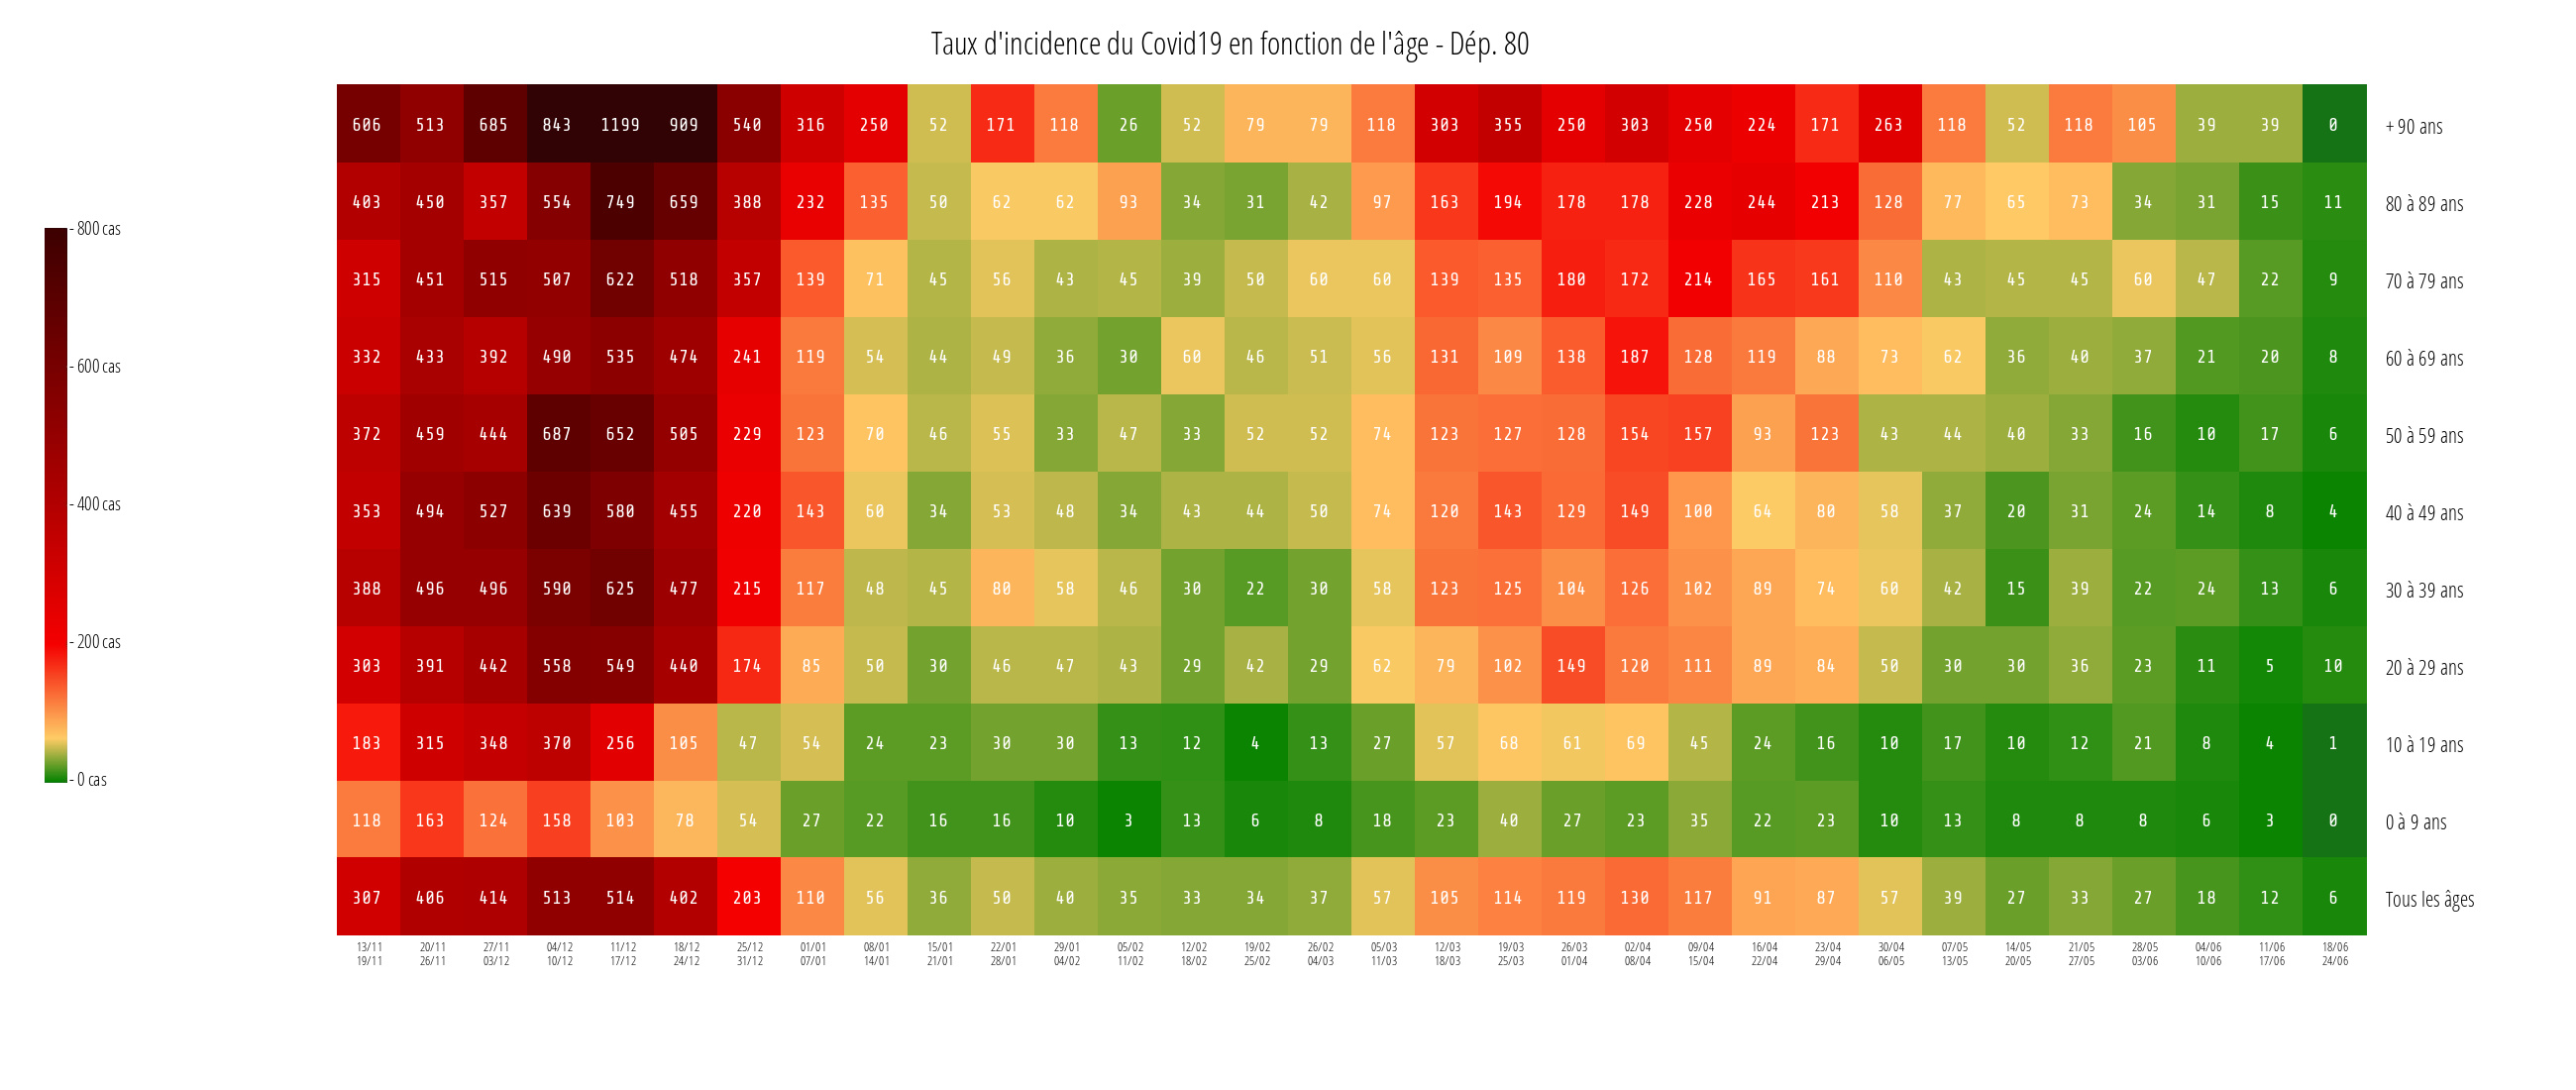 Taux d'incidence du Covid19 en fonction de l'âge - Dép. 80
606 513 685 843 1199 909 540 316 250 52 171 118 26 52 79 79 118 303 355 250 303 250 224 171 263 118 52 118 105 39 39 0 + 90 ans
403 450 357 554 749 659 388 232 135 50 62 62 93 34 31 42 97 163 194 178 178 228 244 213 128 77 65 73 34 31 15 11 80 à 89 ans
- 800 cas
315 451 515 507 622 518 357 139 71 45 56 43 45 39 50 60 60 139 135 180 172 214 165 161 110 43 45 45 60 47 22 9 70 à 79 ans
332 433 392 490 535 474 241 119 54 44 49 36 30 60 46 51 56 131 109 138 187 128 119 88 73 62 36 40 37 21 20 8 60 à 69 ans
- 600 cas
372 459 444 687 652 505 229 123 70 46 55 33 47 33 52 52 74 123 127 128 154 157 93 123 43 44 40 33 16 10 17 6 50 à 59 ans
- 400 cas
353 494 527 639 580 455 220 143 60 34 53 48 34 43 44 50 74 120 143 129 149 100 64 80 58 37 20 31 24 14 8 4 40 à 49 ans
388 496 496 590 625 477 215 117 48 45 80 58 46 30 22 30 58 123 125 104 126 102 89 74 60 42 15 39 22 24 13 6 30 à 39 ans
- 200 cas
303 391 442 558 549 440 174 85 50 30 46 47 43 29 42 29 62 79 102 149 120 111 89 84 50 30 30 36 23 11 5 10 20 à 29 ans
183 315 348 370 256 105 47 54 24 23 30 30 13 12 4 13 27 57 68 61 69 45 24 16 10 17 10 12 21 8 4 1 10 à 19 ans
- 0 cas
118 163 124 158 103 78 54 27 22 16 16 10 3 13 6 8 18 23 40 27 23 35 22 23 10 13 8 8 8 6 3 0 0 à 9 ans
307 406 414 513 514 402 203 110 56 36 50 40 35 33 34 37 57 105 114 119 130 117 91 87 57 39 27 33 27 18 12 6 Tous les âges
13/11 20/11 27/11 04/12 11/12 18/12 25/12 01/01 08/01 15/01 22/01 29/01 05/02 12/02 19/02 26/02 05/03 12/03 19/03 26/03 02/04 09/04 16/04 23/04 30/04 07/05 14/05 21/05 28/05 04/06 11/06 18/06
19/11 26/11 03/12 10/12 17/12 24/12 31/12 07/01 14/01 21/01 28/01 04/02 11/02 18/02 25/02 04/03 11/03 18/03 25/03 01/04 08/04 15/04 22/04 29/04 06/05 13/05 20/05 27/05 03/06 10/06 17/06 24/06